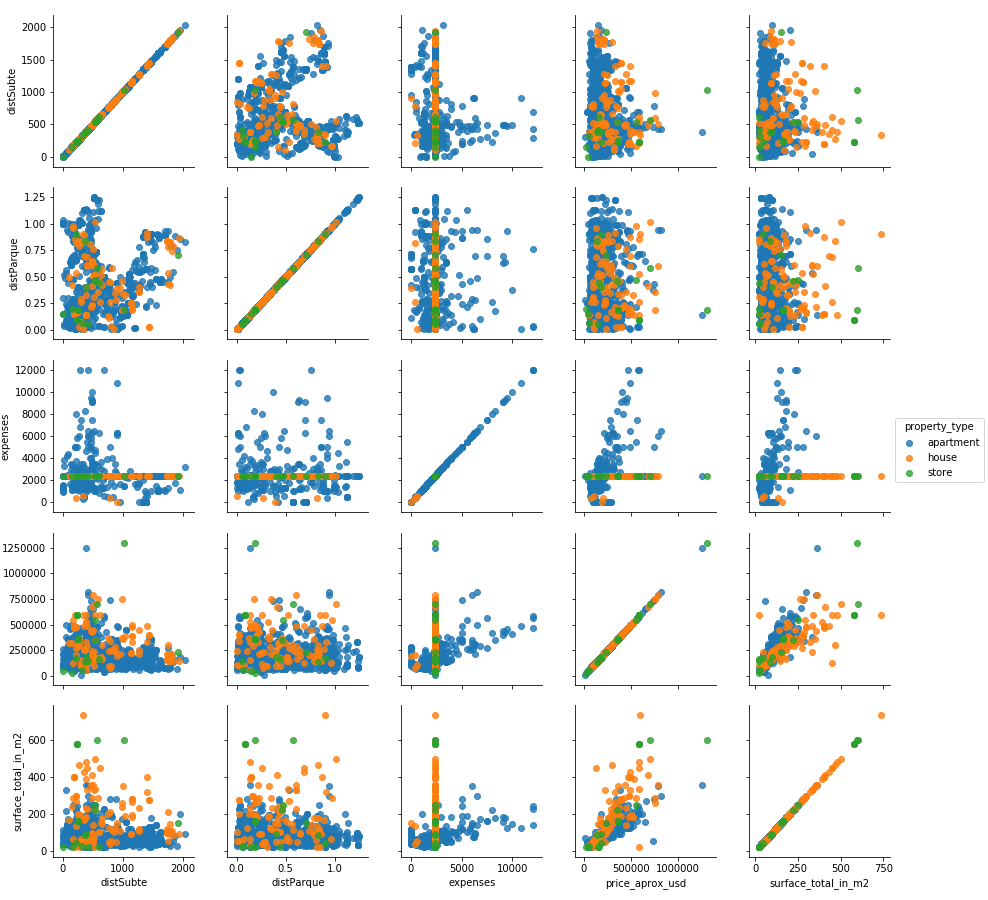 2000
1500
1000
500
0
distSubte
1.25
1.00
0.75
0.50
0.25
0.00
distParque
12000
10000
8000
6000
4000
2000
0
expenses
property_type
apartment
house
store
1250000
1000000
750000
500000
250000
0
price_aprox_usd
600
400
200
0
surface_total_in_m2
0 1000 2000
0.0 0.5 1.0
0 5000 10000
500000 1000000
0 250 500 750
distSubte
distParque
expenses
price_aprox_usd
surface_total_in_m2